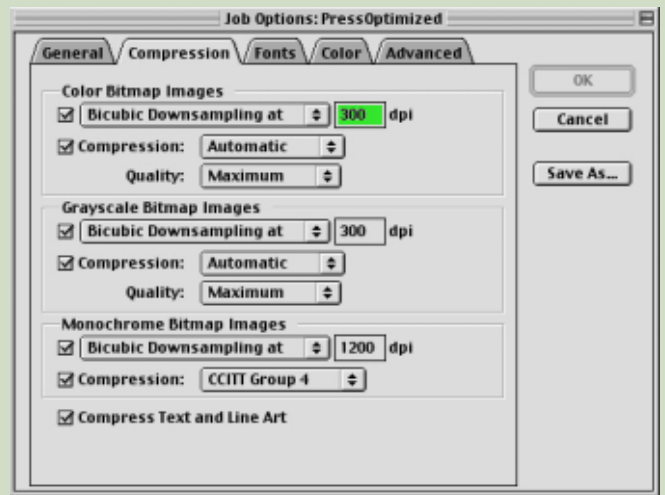 Job Options: PressOptimized
General Compression Fonts Color Advanced
Color Bitmap Images
Bicubic Downsampling at 300 dpi
Compression: Automatic
Quality: Maximum
Grayscale Bitmap Images
Bicubic Downsampling at 300 dpi
Compression: Automatic
Quality: Maximum
Monochrome Bitmap Images
Bicubic Downsampling at 1200 dpi
Compression: CCITT Group 4
Compress Text and Line Art
OK
Cancel
Save As...